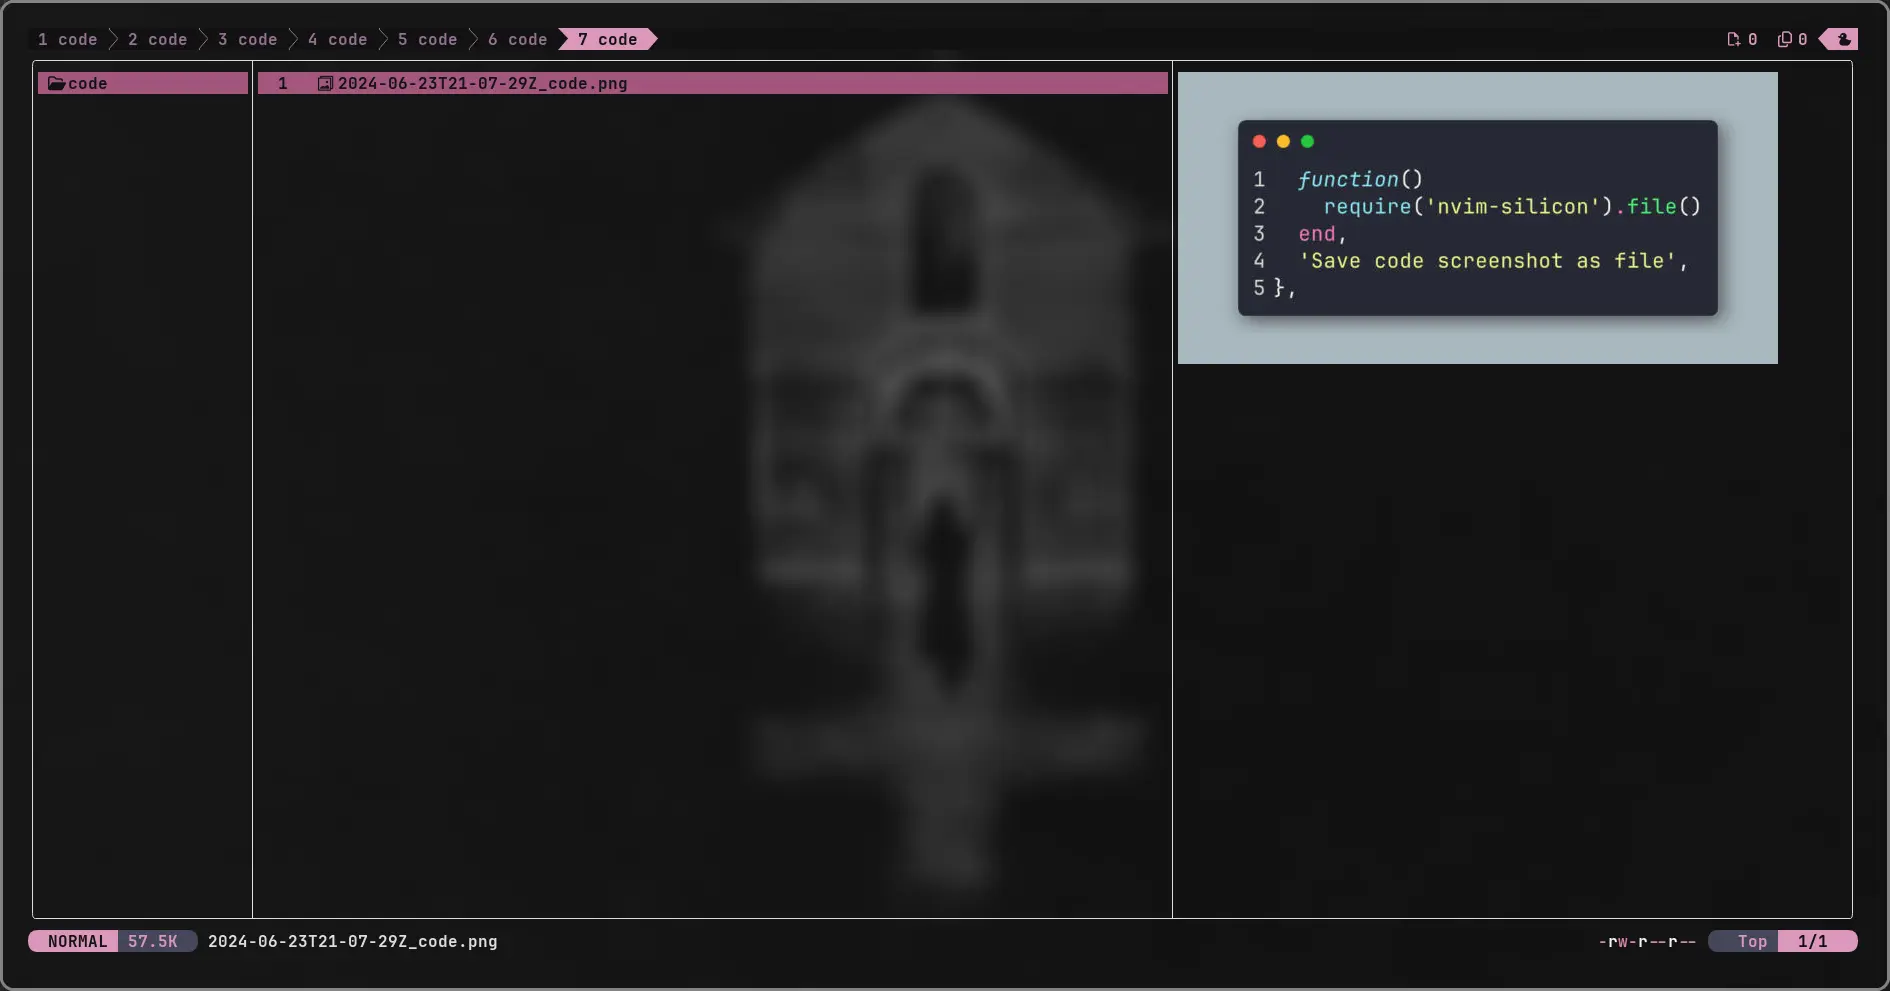 1 code 2 code 3 code 4 code 5 code 6 code 7 code 0 0
code
1 2024-06-23T21-07-29Z_code.png
1 function()
2 require('nvim-silicon').file()
3 end,
4 'Save code screenshot as file',
5 },
NORMAL 57.5K 2024-06-23T21-07-29Z_code.png -rw-r--r-- Top 1/1